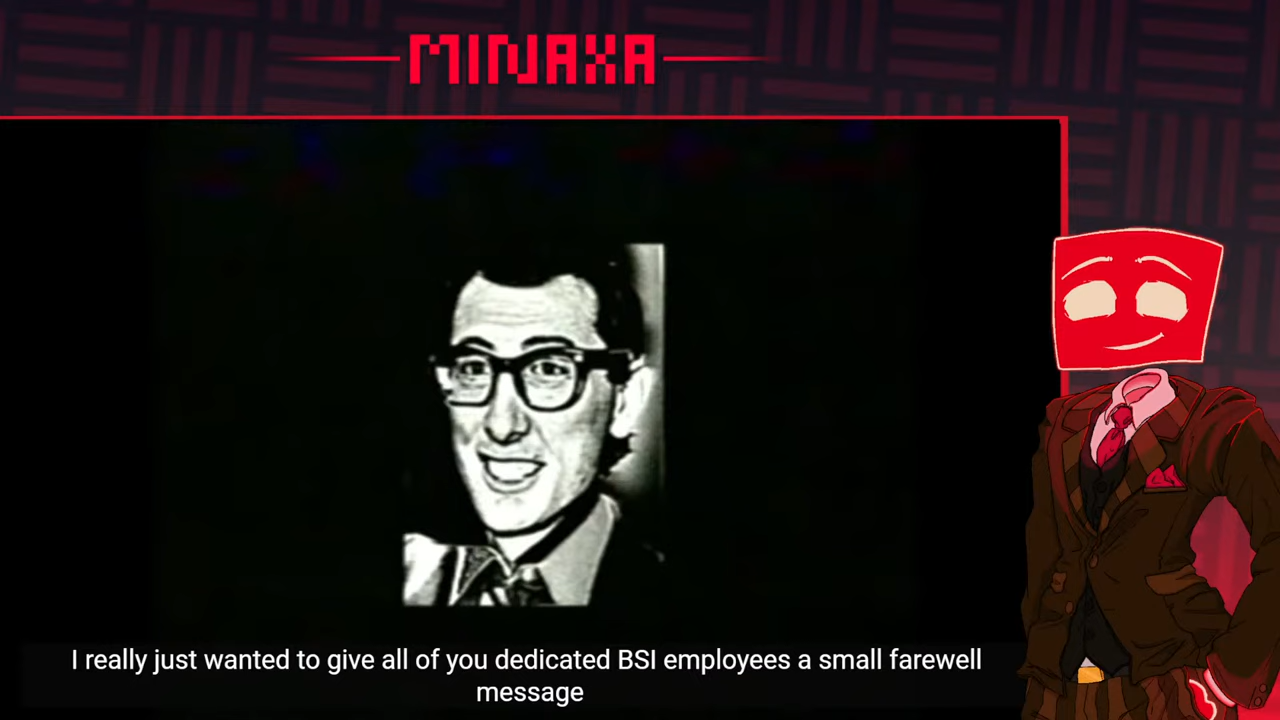 MINAXA
I really just wanted to give all of you dedicated BSI employees a small farewell
message